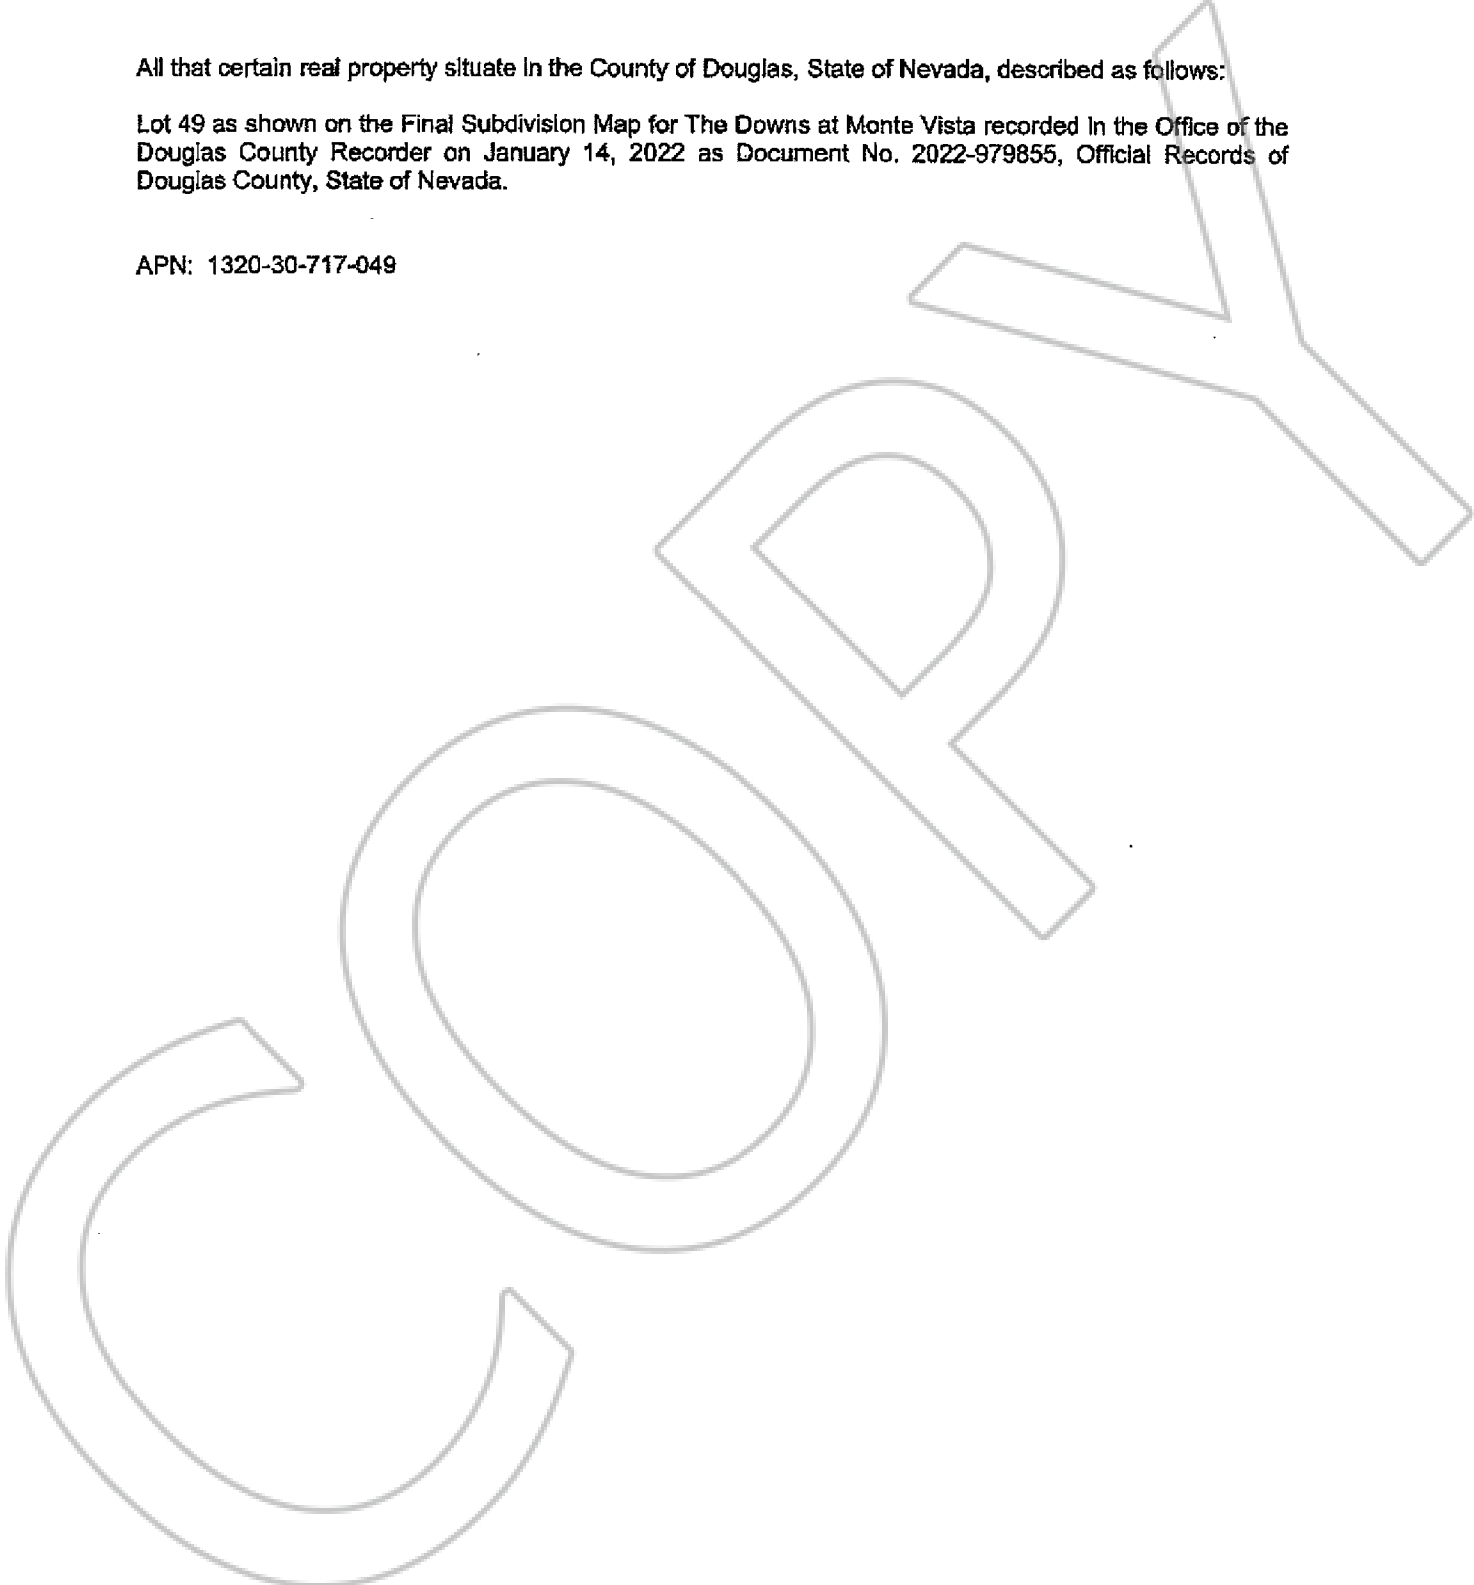 All that certain real property situate in the County of Douglas, State of Nevada, described as follows:
Lot 49 as shown on the Final Subdivision Map for The Downs at Monte Vista recorded in the Office of the
Douglas County Recorder on January 14, 2022 as Document No. 2022-979855, Official Records of
Douglas County, State of Nevada.
APN: 1320-30-717-049
COPY